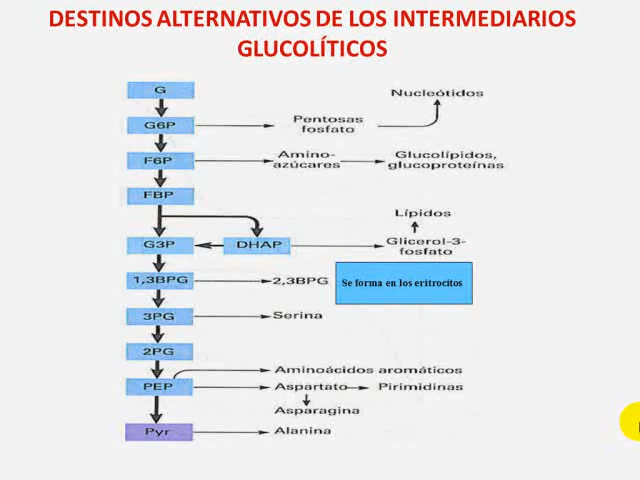 DESTINOS ALTERNATIVOS DE LOS INTERMEDIARIOS
GLUCOLÍTICOS
G
Nucleótidos
G6P
Pentosas
fosfato
F6P
Amino-
azúcares
Glucolípidos,
glucoproteínas
FBP
Lípidos
G3P
DHAP
Glicerol-3-
fosfato
1,3BPG
2,3BPG
Se forma en los eritrocitos
3PG
Serina
2PG
Aminoácidos aromáticos
PEP
Aspartato
Pirimidinas
Asparagina
Pyr
Alanina